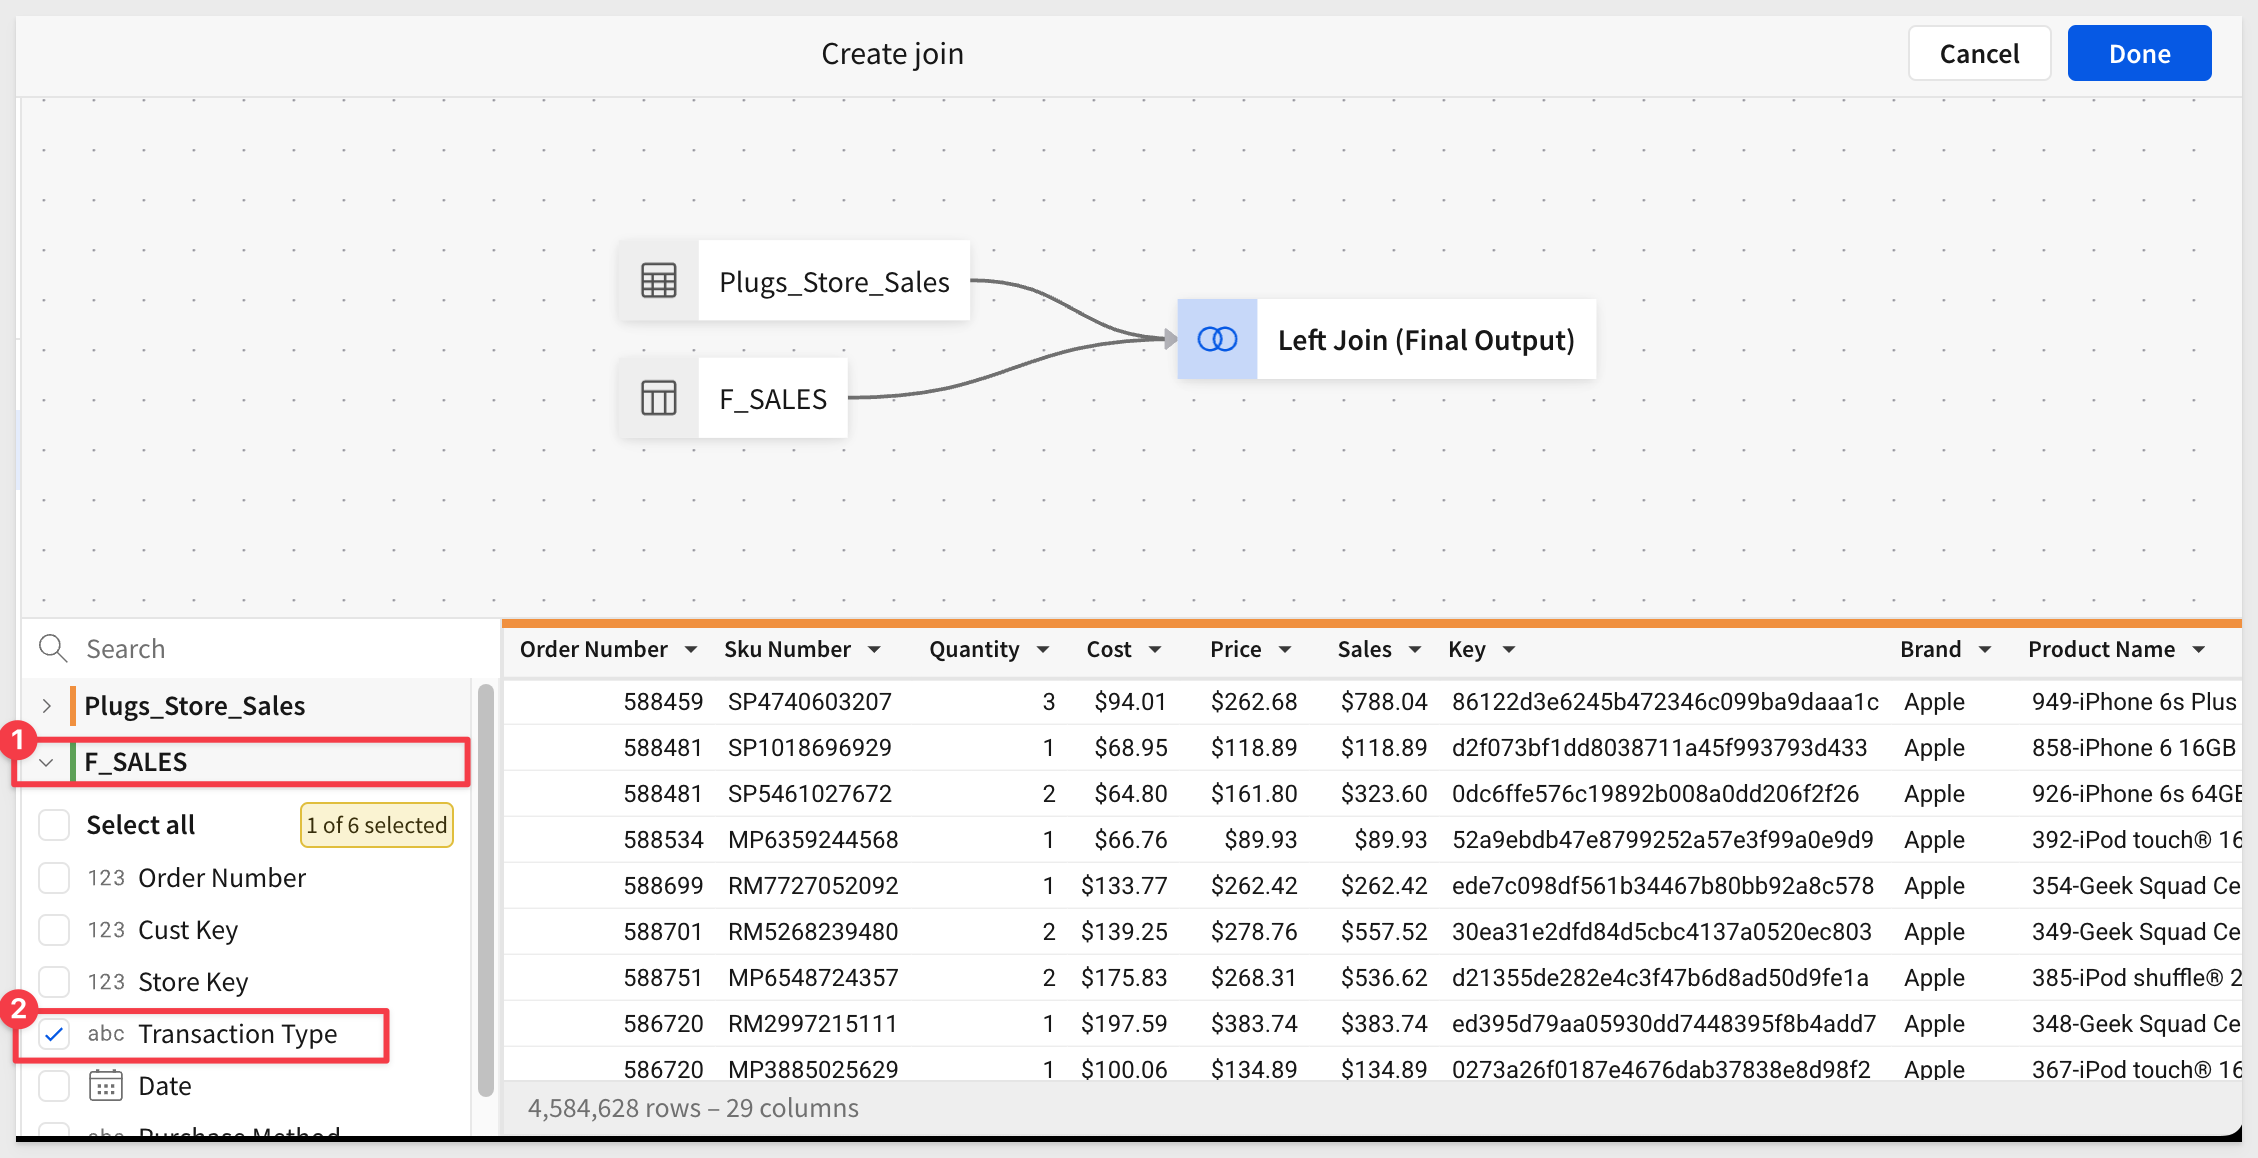 Create join
Cancel
Done
Plugs_Store_Sales
F_SALES
Left Join (Final Output)
Search
Plugs_Store_Sales
1
F_SALES
Select all
1 of 6 selected
123 Order Number
123 Cust Key
123 Store Key
2
abc Transaction Type
Date
abc Purchase Method
Order Number Sku Number Quantity Cost Price Sales Key Brand Product Name
588459 SP4740603207 3 $94.01 $262.68 $788.04 86122d3e6245b472346c099ba9daaa1c Apple 949-iPhone 6s Plus
588481 SP1018696929 1 $68.95 $118.89 $118.89 d2f073bf1dd8038711a45f993793d433 Apple 858-iPhone 6 16GB
588481 SP5461027672 2 $64.80 $161.80 $323.60 0dc6ffe576c19892b008a0dd206f2f26 Apple 926-iPhone 6s 64GB
588534 MP6359244568 1 $66.76 $89.93 $89.93 52a9ebdb47e8799252a57e3f99a0e9d9 Apple 392-iPod touch® 16
588699 RM7727052092 1 $133.77 $262.42 $262.42 ede7c098df561b34467b80bb92a8c578 Apple 354-Geek Squad Ce
588701 RM5268239480 2 $139.25 $278.76 $557.52 30ea31e2dfd84d5cbc4137a0520ec803 Apple 349-Geek Squad Ce
588751 MP6548724357 2 $175.83 $268.31 $536.62 d21355de282e4c3f47b6d8ad50d9fe1a Apple 385-iPod shuffle® 2
586720 RM2997215111 1 $197.59 $383.74 $383.74 ed395d79aa05930dd7448395f8b4add7 Apple 348-Geek Squad Ce
586720 MP3885025629 1 $100.06 $134.89 $134.89 0273a26f0187e4676dab37838e8d98f2 Apple 367-iPod touch® 16
4,584,628 rows – 29 columns